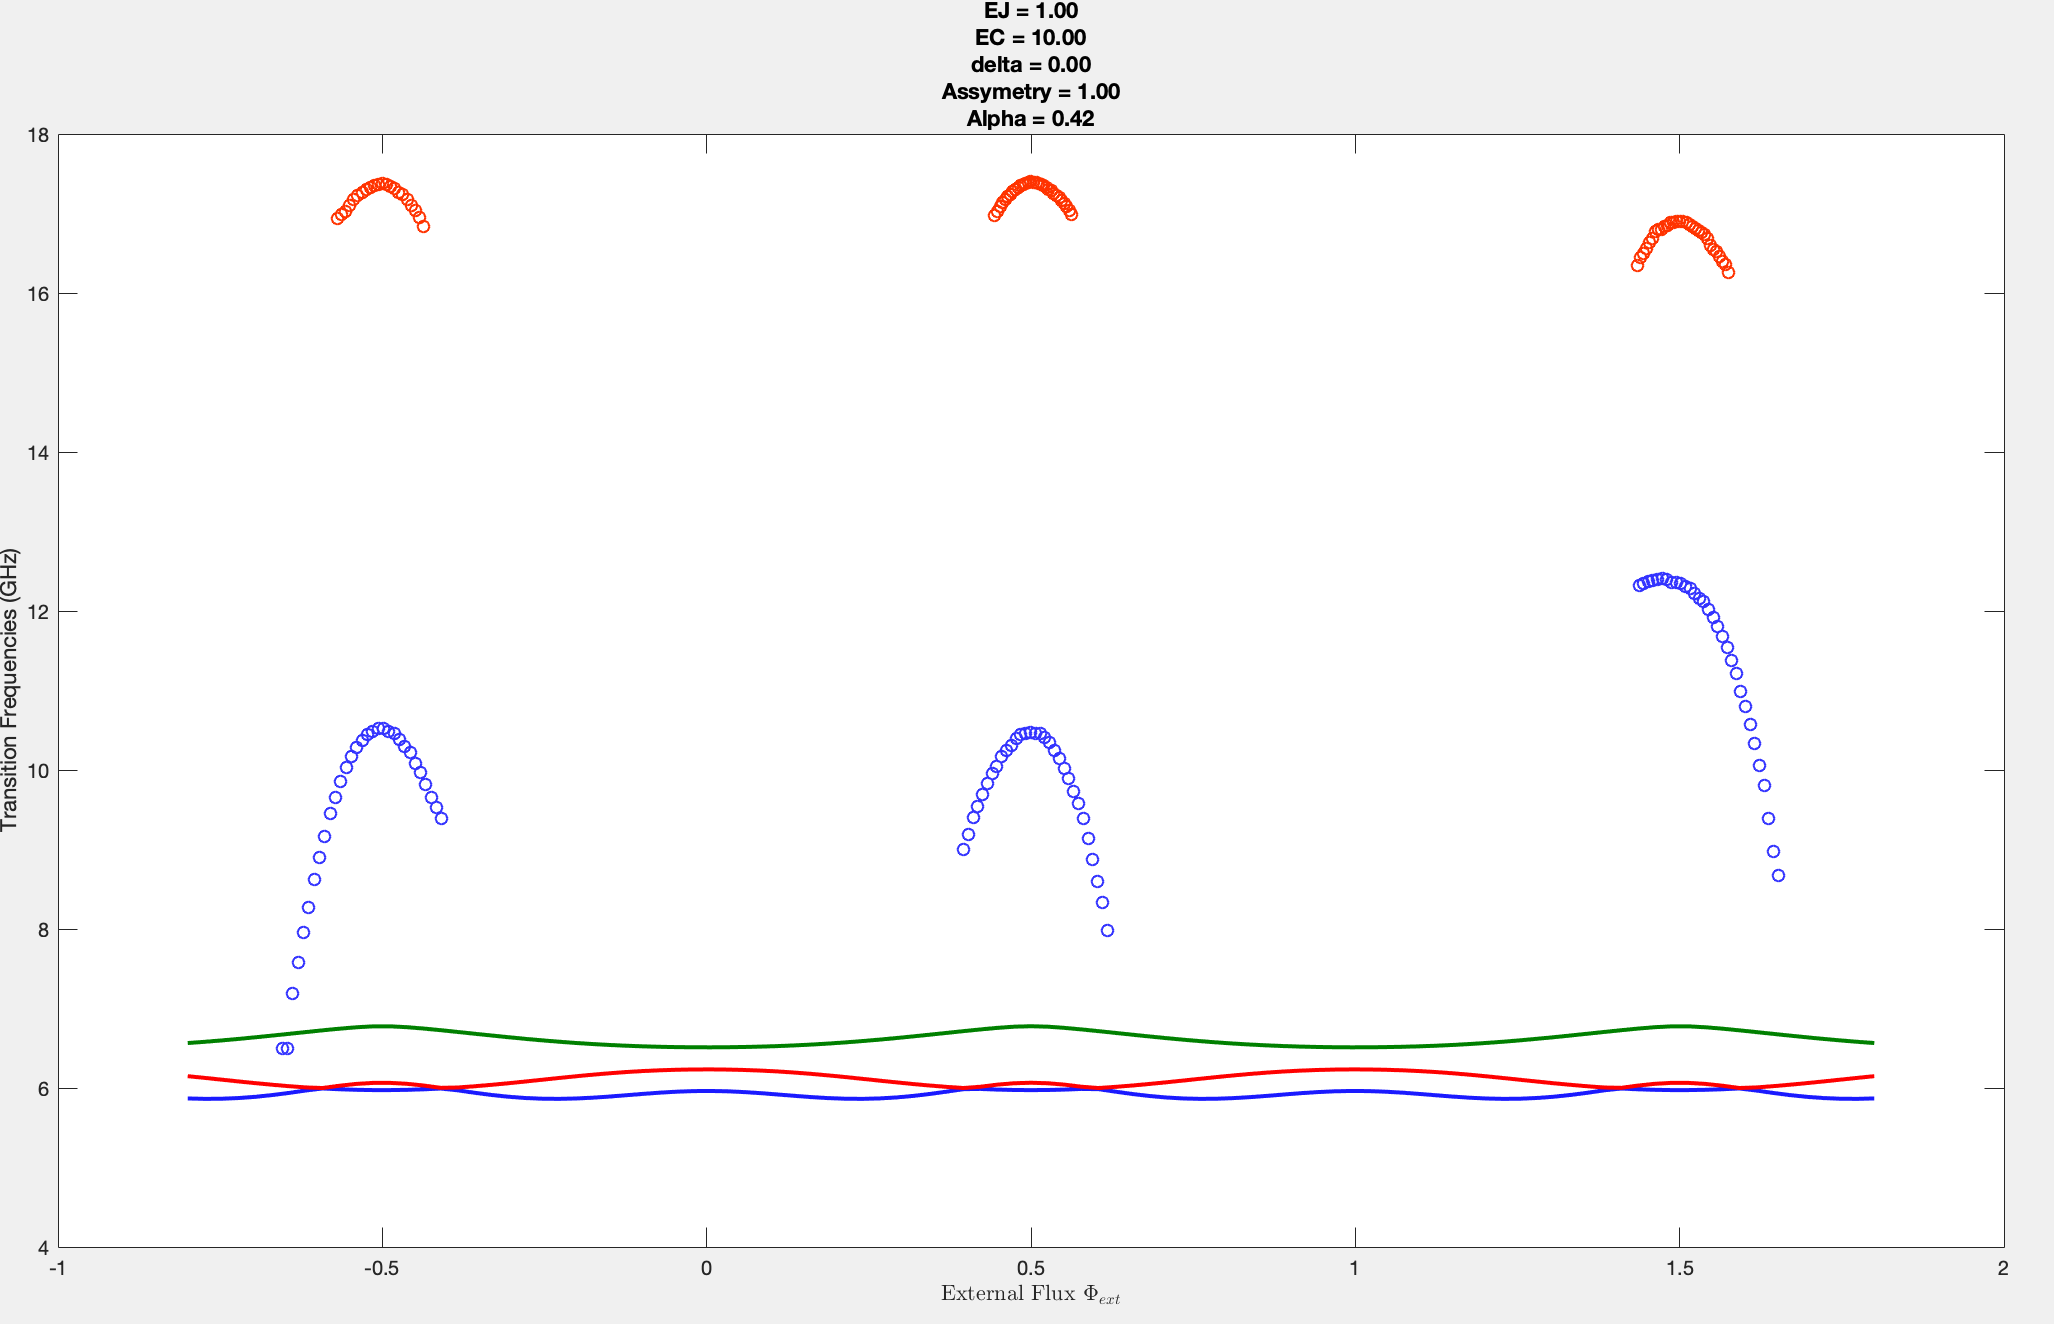 EJ = 1.00
EC = 10.00
delta = 0.00
Assymetry = 1.00
Alpha = 0.42
18
16
14
12
10
8
6
4
Transition Frequencies (GHz)
-1 -0.5 0 0.5 1 1.5 2
External Flux Φext